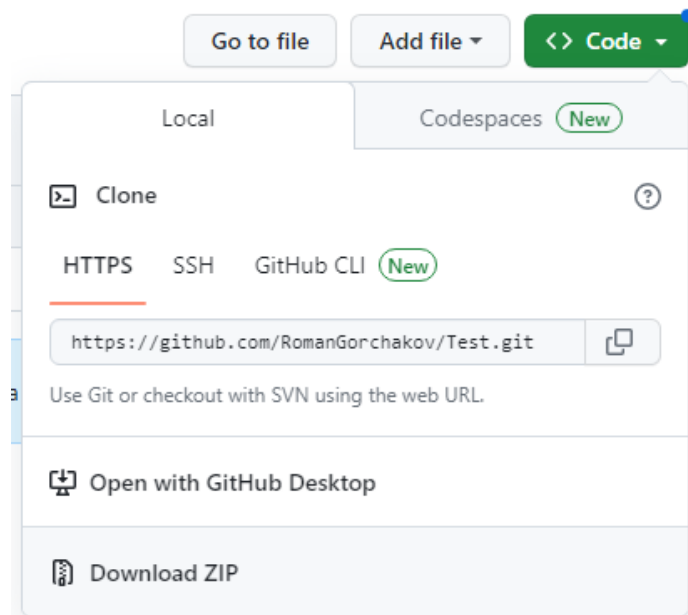 Go to file Add file Code
Local Codespaces New
Clone
HTTPS SSH GitHub CLI New
https://github.com/RomanGorchakov/Test.git
a
Use Git or checkout with SVN using the web URL.
Open with GitHub Desktop
Download ZIP